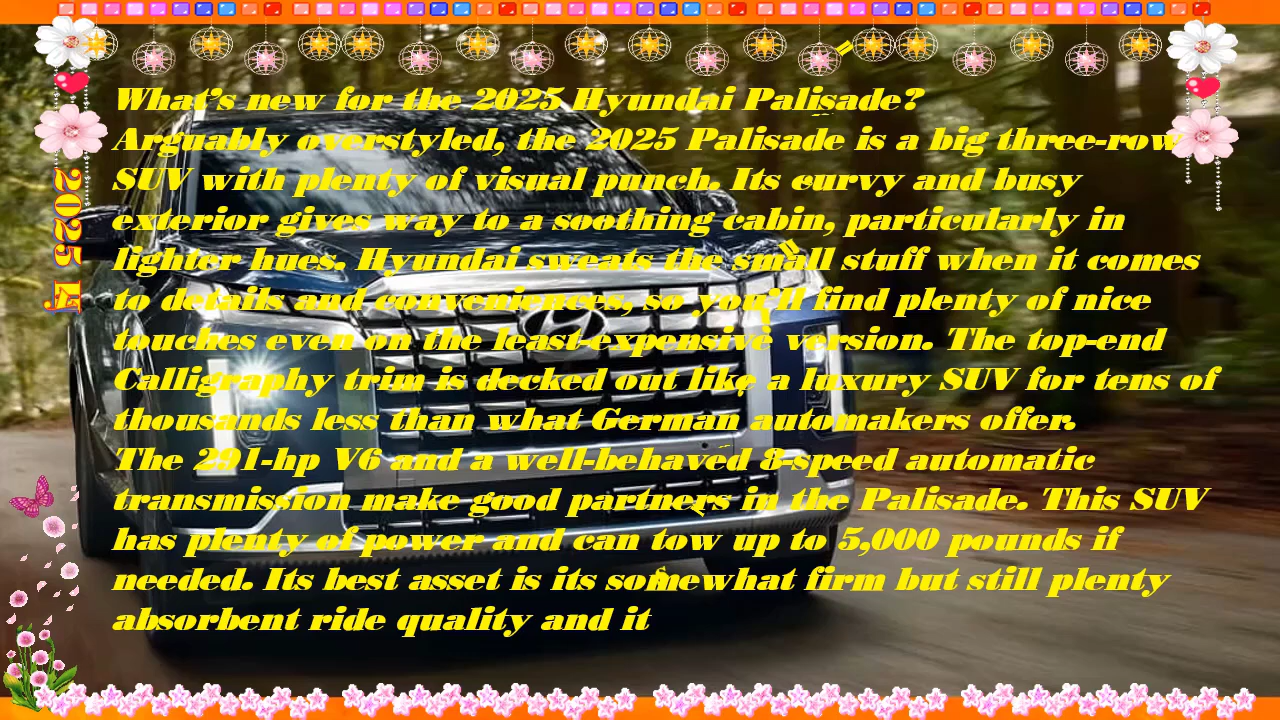 What's new for the 2025 Hyundai Palisade?
Arguably overstyled, the 2025 Palisade is a big three-row
SUV with plenty of visual punch. Its curvy and busy
exterior gives way to a soothing cabin, particularly in
lighter hues. Hyundai sweats the small stuff when it comes
to details and conveniences, so you'll find plenty of nice
touches even on the least-expensive version. The top-end
Calligraphy trim is decked out like a luxury SUV for tens of
thousands less than what German automakers offer.
The 291-hp V6 and a well-behaved 8-speed automatic
transmission make good partners in the Palisade. This SUV
has plenty of power and can tow up to 5,000 pounds if
needed. Its best asset is its somewhat firm but still plenty
absorbent ride quality and it
2025 년